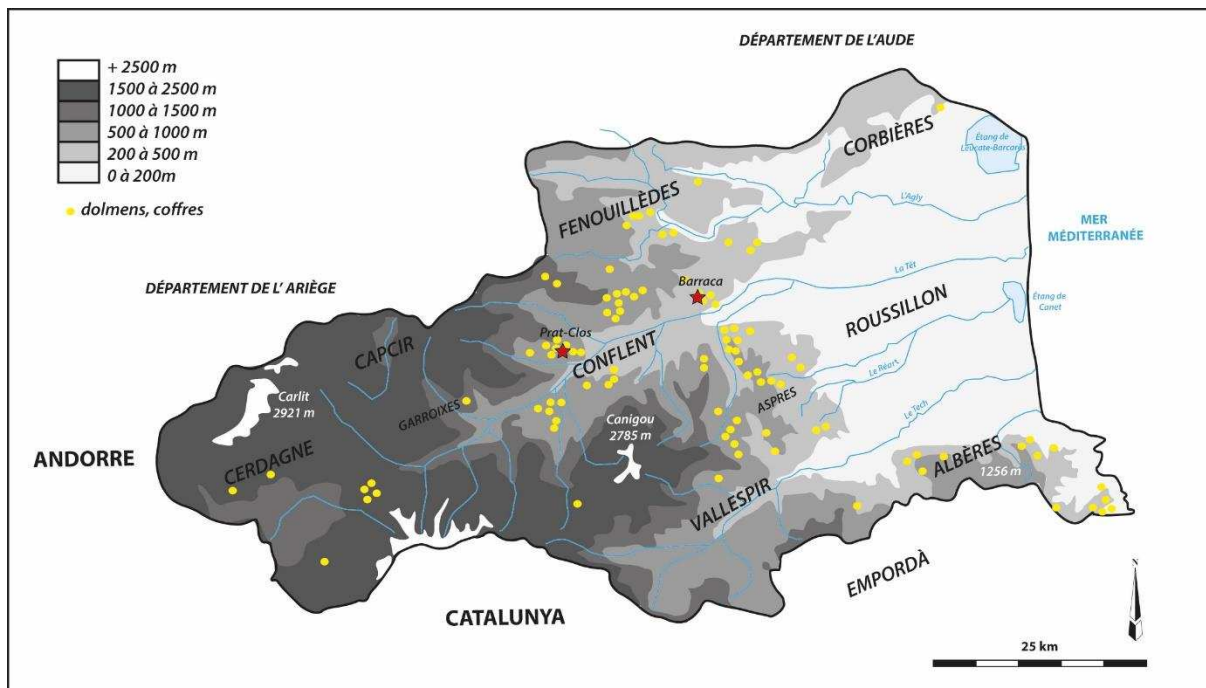 DÉPARTEMENT DE L'AUDE
+ 2500 m
1500 à 2500 m
1000 à 1500 m
500 à 1000 m
200 à 500 m
0 à 200m
dolmens, coffres
CORBIÈRES
Étang de
Leucate-Barcarès
FENOUILLÈDES
L'Agly
MER
MÉDITERRANÉE
DÉPARTEMENT DE L' ARIÈGE
La Têt
Barraca
ROUSSILLON
Étang de
Canet
Prat-Clos
CAPCIR
CONFLENT
Le Réart
Carlit
2921 m
GARROIXES
ASPRES
Le Tech
Canigou
2785 m
ANDORRE
CERDAGNE
ALBÈRES
1256 m
VALLESPIR
EMPORDÀ
CATALUNYA
N
25 km